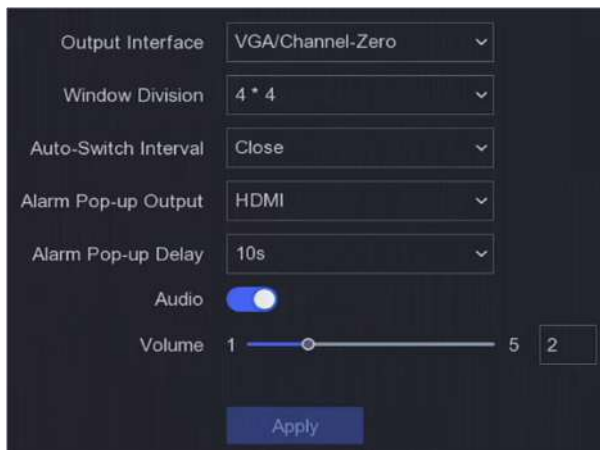 Output Interface VGA/Channel-Zero
Window Division 4 * 4
Auto-Switch Interval Close
Alarm Pop-up Output HDMI
Alarm Pop-up Delay 10s
Audio
Volume 1 5 2
Apply